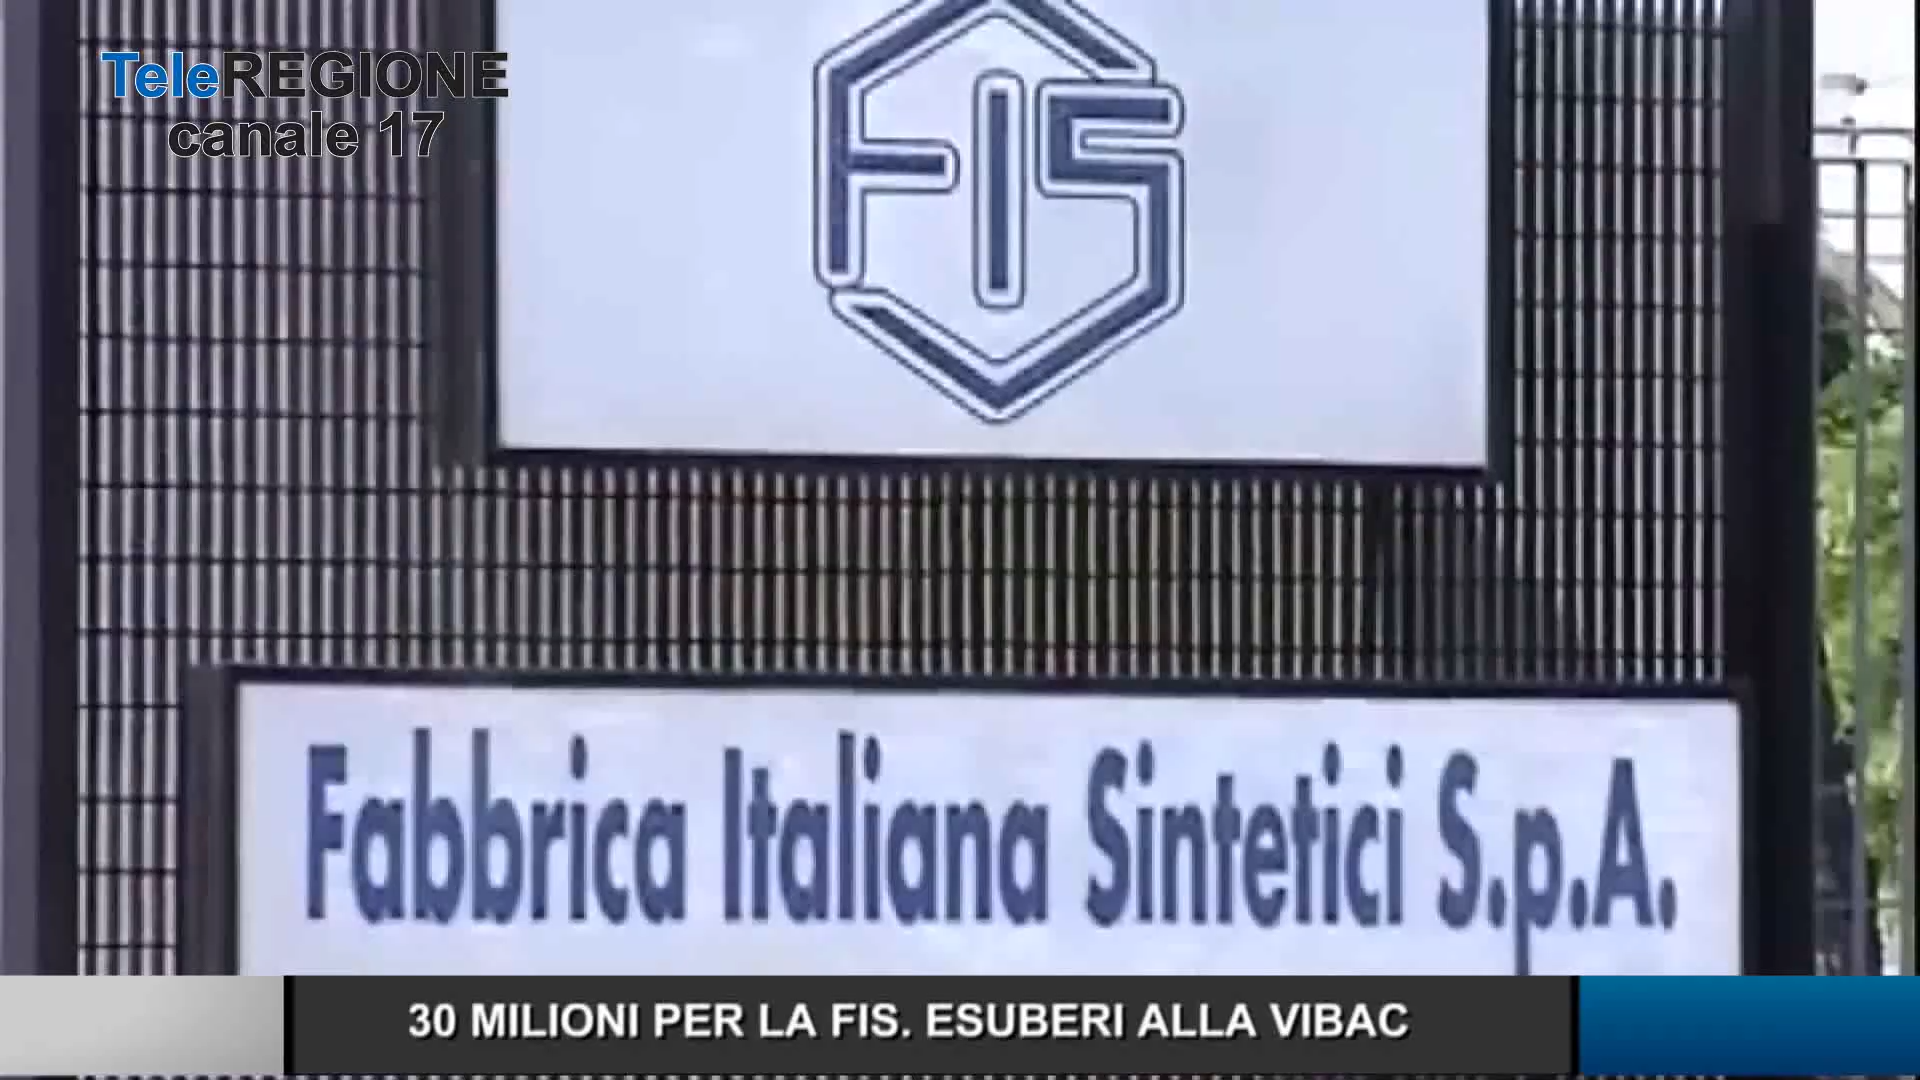 TeleREGIONE
canale 17
FIS
Fabbrica Italiana Sintetici S.p.A.
30 MILIONI PER LA FIS. ESUBERI ALLA VIBAC